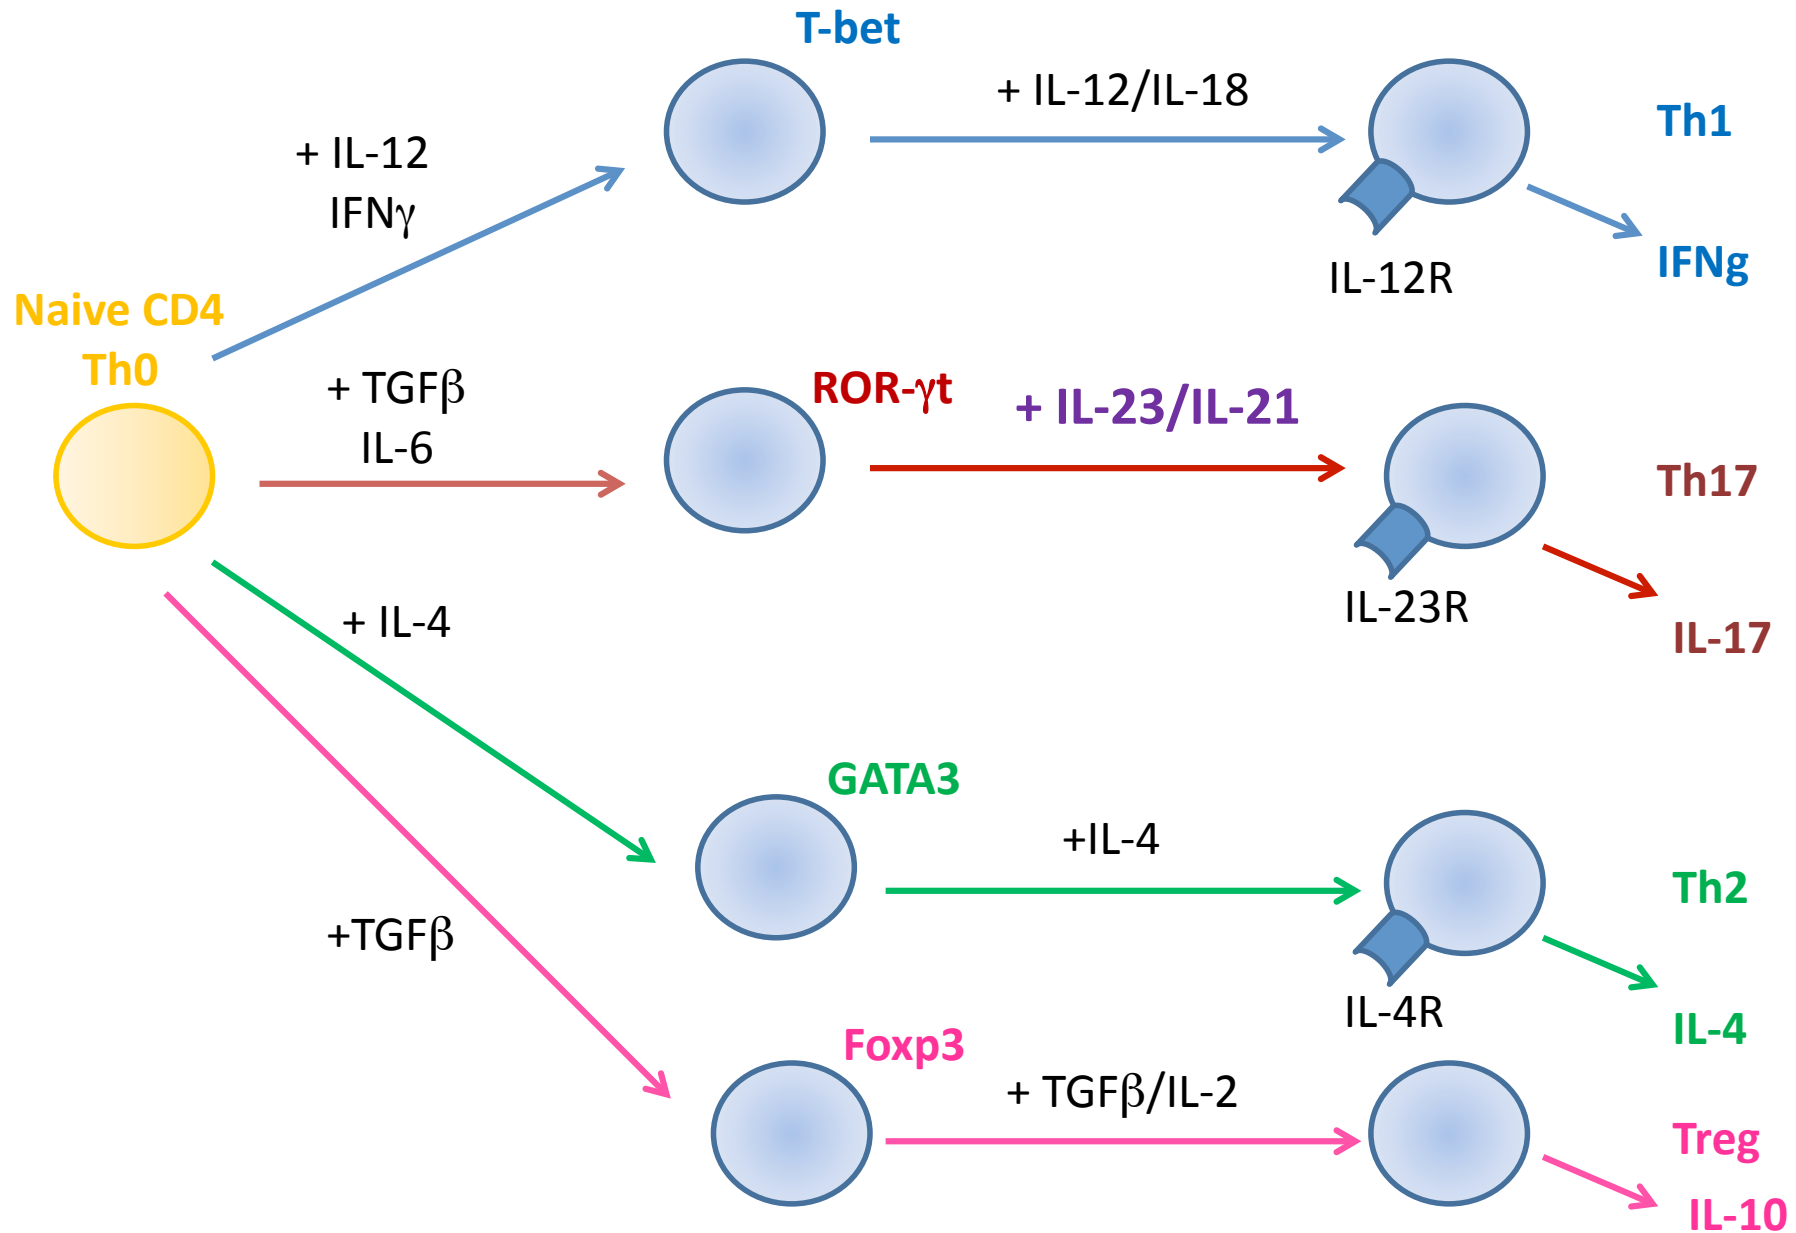 T-bet
+ IL-12/IL-18
Th1
+ IL-12
IFNγ
IL-12R
IFNg
Naive CD4
Th0
+ TGFβ
IL-6
ROR-γt
+ IL-23/IL-21
Th17
IL-23R
IL-17
+ IL-4
GATA3
+IL-4
Th2
+TGFβ
IL-4R
IL-4
Foxp3
+ TGFβ/IL-2
Treg
IL-10